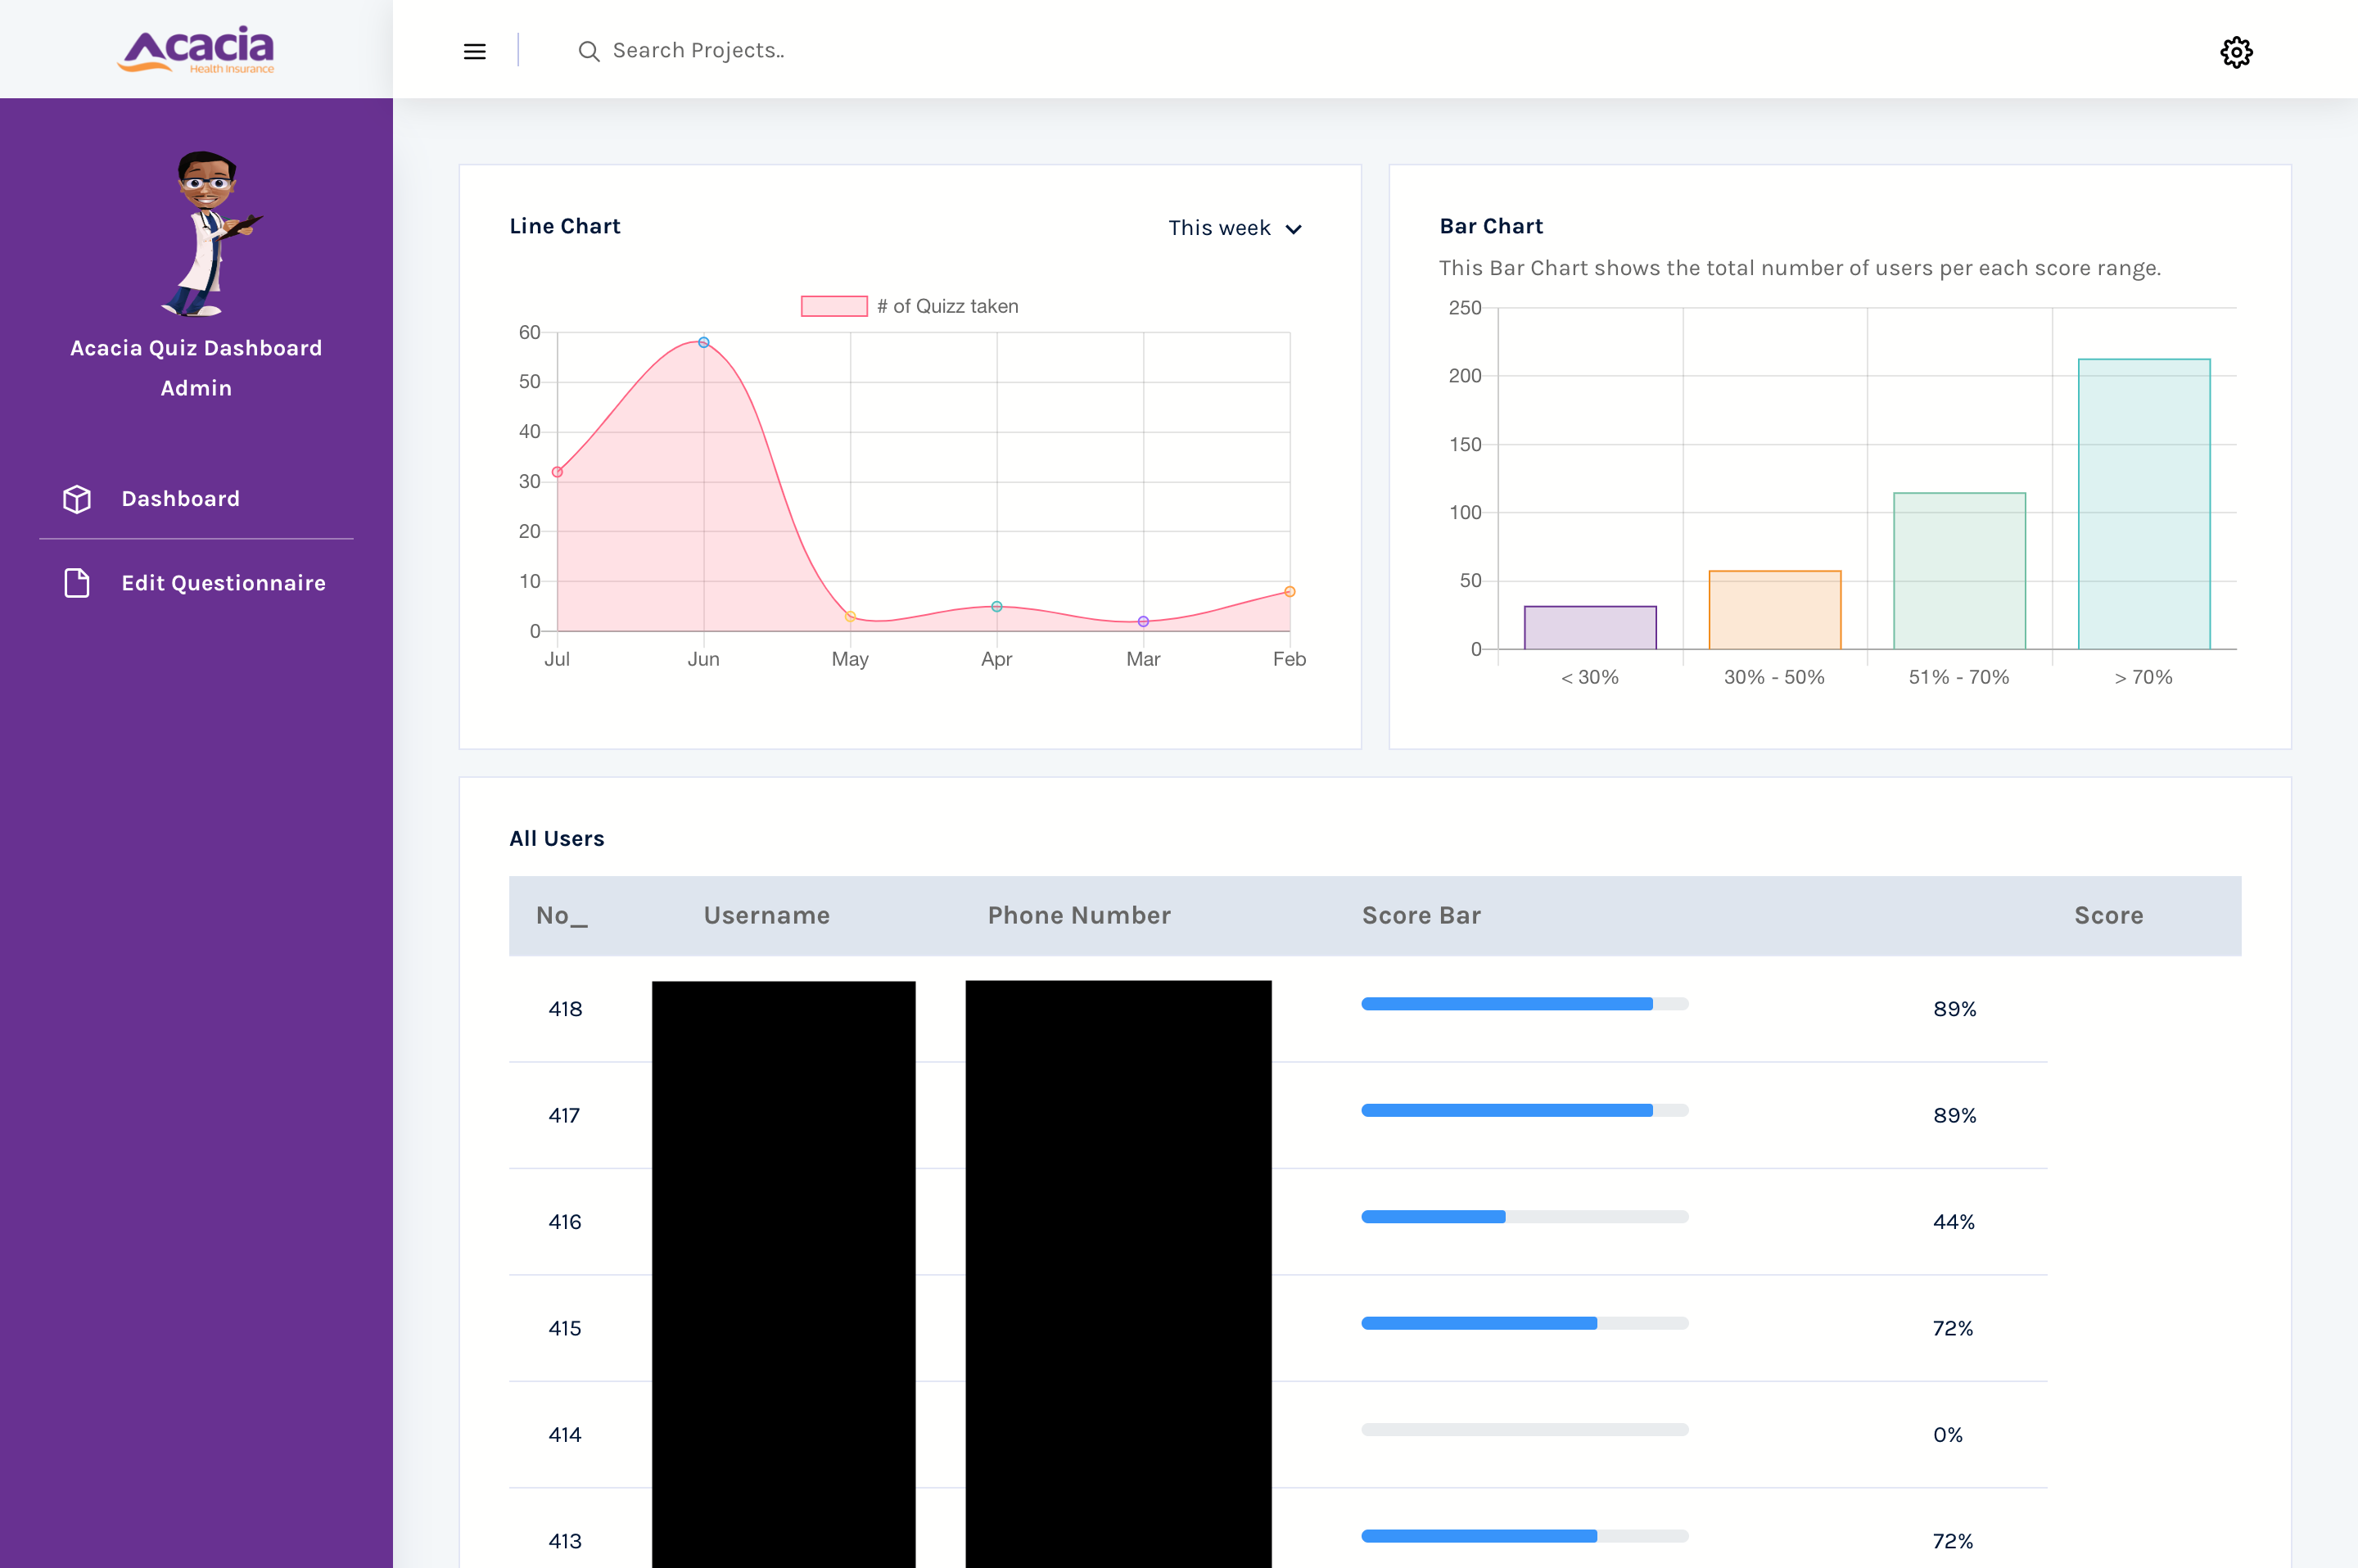 Acacia
Health Insurance
Search Projects..
Acacia Quiz Dashboard
Admin
Dashboard
Edit Questionnaire
Line Chart
This week
# of Quizz taken
60
50
40
30
20
10
0
Jul Jun May Apr Mar Feb
Bar Chart
This Bar Chart shows the total number of users per each score range.
250
200
150
100
50
0
< 30% 30% - 50% 51% - 70% > 70%
All Users
No_ Username Phone Number Score Bar Score
418 89%
417 89%
416 44%
415 72%
414 0%
413 72%